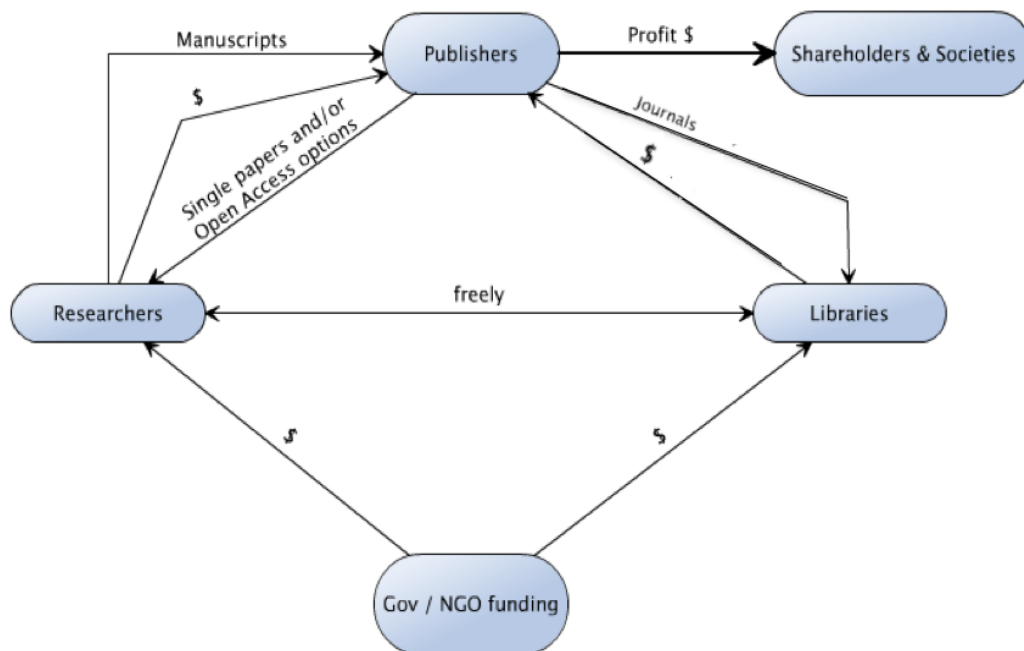 Manuscripts
Publishers
Profit $
Shareholders & Societies
$
Single papers and/or
Open Access options
Journals
$
Researchers
freely
Libraries
$
$
Gov / NGO funding